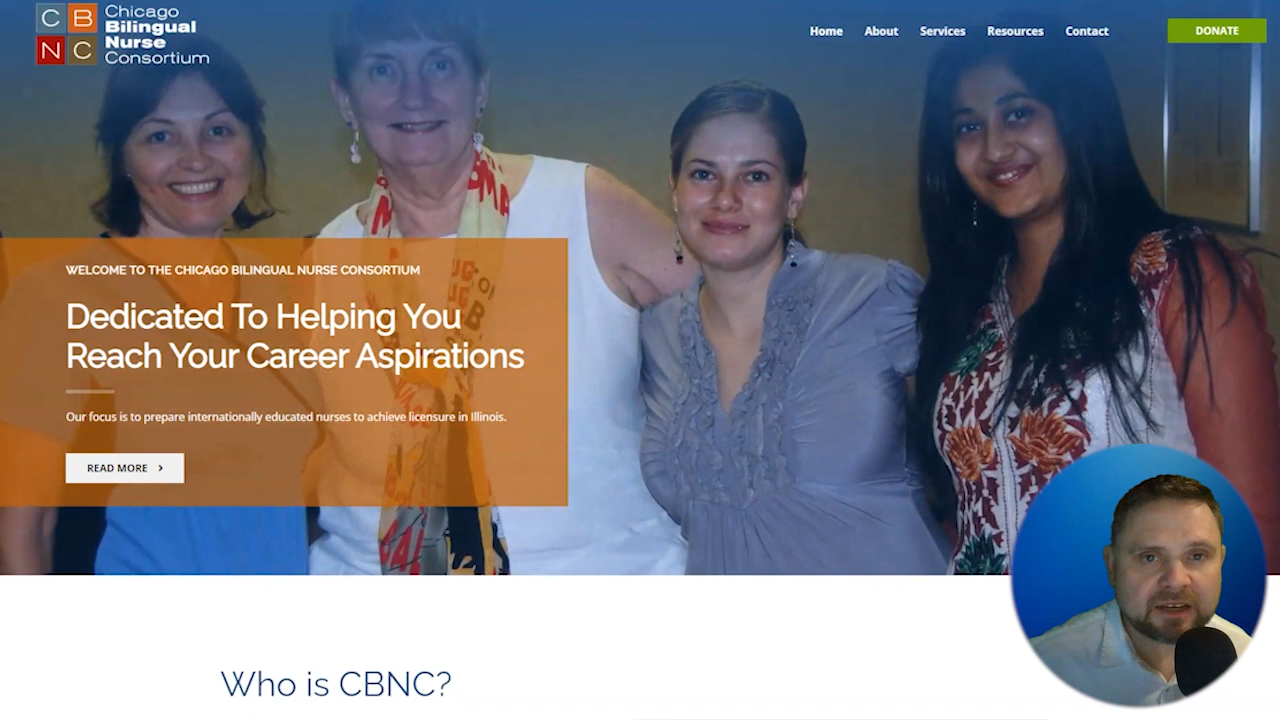 C B
N C
Chicago
Bilingual
Nurse
Consortium
Home About Services Resources Contact DONATE
WELCOME TO THE CHICAGO BILINGUAL NURSE CONSORTIUM
Dedicated To Helping You
Reach Your Career Aspirations
Our focus is to prepare internationally educated nurses to achieve licensure in Illinois.
READ MORE >
Who is CBNC?